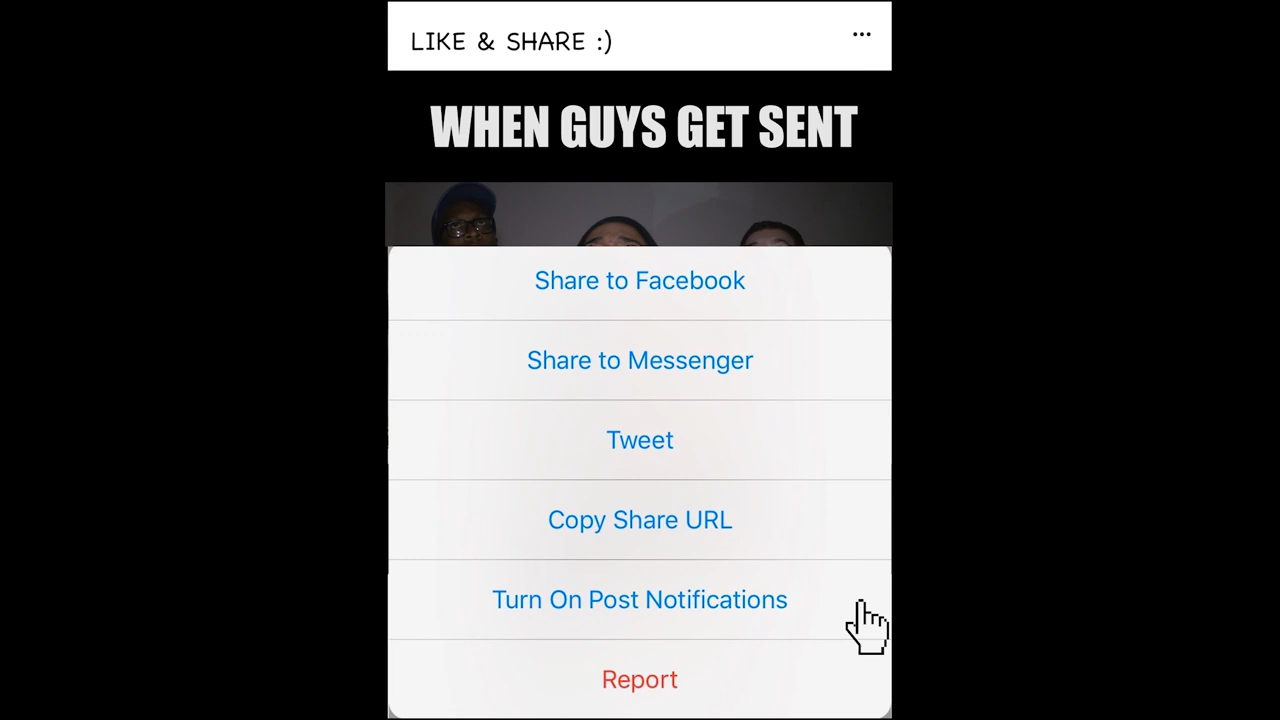 LIKE & SHARE :)
WHEN GUYS GET SENT
Share to Facebook
Share to Messenger
Tweet
Copy Share URL
Turn On Post Notifications
Report